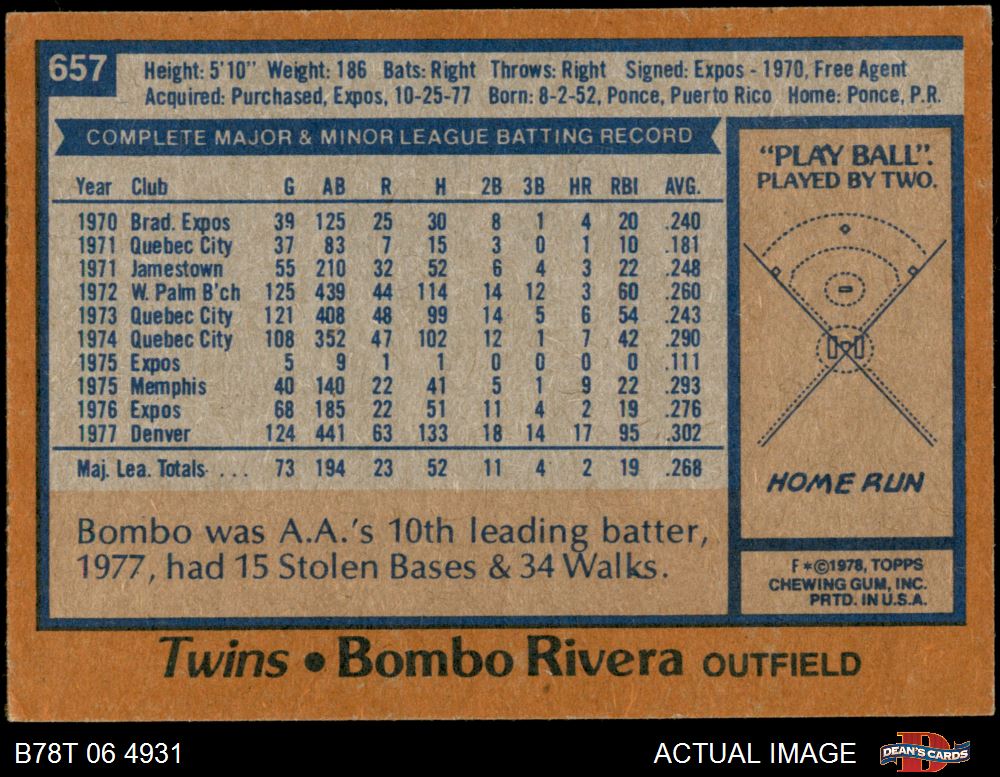 657
Height: 5'10" Weight: 186 Bats: Right Throws: Right Signed: Expos - 1970, Free Agent
Acquired: Purchased, Expos, 10-25-77 Born: 8-2-52, Ponce, Puerto Rico Home: Ponce, P.R.
COMPLETE MAJOR & MINOR LEAGUE BATTING RECORD
Year Club G AB R H 2B 3B HR RBI AVG.
1970 Brad. Expos 39 125 25 30 8 1 4 20 .240
1971 Quebec City 37 83 7 15 3 0 1 10 .181
1971 Jamestown 55 210 32 52 6 4 3 22 .248
1972 W. Palm B'ch 125 439 44 114 14 12 3 60 .260
1973 Quebec City 121 408 48 99 14 5 6 54 .243
1974 Quebec City 108 352 47 102 12 1 7 42 .290
1975 Expos 5 9 1 1 0 0 0 0 .111
1975 Memphis 40 140 22 41 5 1 9 22 .293
1976 Expos 68 185 22 51 11 4 2 19 .276
1977 Denver 124 441 63 133 18 14 17 95 .302
Maj. Lea. Totals . . . . 73 194 23 52 11 4 2 19 .268
Bombo was A.A.'s 10th leading batter,
1977, had 15 Stolen Bases & 34 Walks.
"PLAY BALL".
PLAYED BY TWO.
HOME RUN
F*©1978, TOPPS
CHEWING GUM, INC.
PRTD. IN U.S.A.
Twins • Bombo Rivera OUTFIELD
B78T 06 4931 ACTUAL IMAGE DEAN'S CARDS